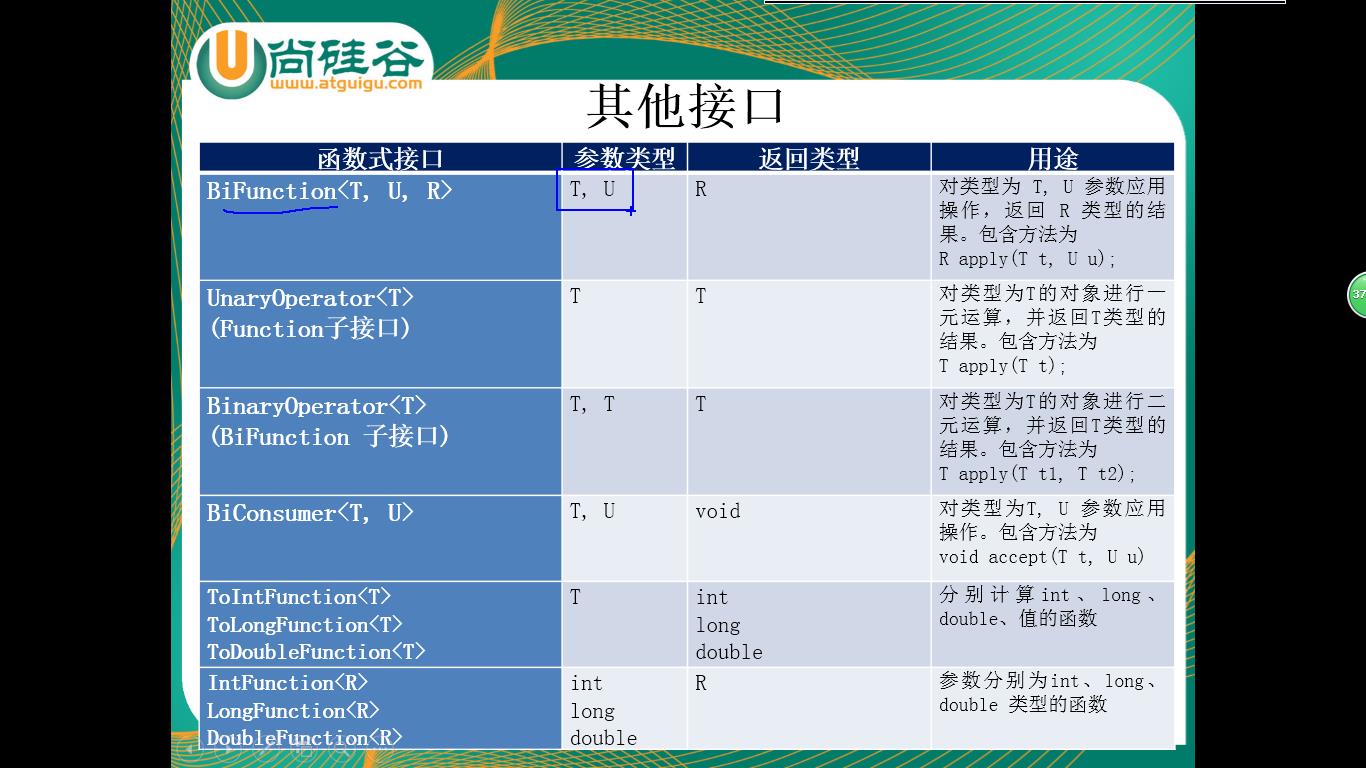 尚硅谷
www.atguigu.com
其他接口
函数式接口 参数类型 返回类型 用途
BiFunction<T, U, R>
T, U
R
对类型为 T, U 参数应用
操作，返回 R 类型的结
果。包含方法为
R apply(T t, U u);
UnaryOperator<T>
(Function子接口)
T
T
对类型为T的对象进行一
元运算，并返回T类型的
结果。包含方法为
T apply(T t);
BinaryOperator<T>
(BiFunction 子接口)
T, T
T
对类型为T的对象进行二
元运算，并返回T类型的
结果。包含方法为
T apply(T t1, T t2);
BiConsumer<T, U>
T, U
void
对类型为T, U 参数应用
操作。包含方法为
void accept(T t, U u)
ToIntFunction<T>
ToLongFunction<T>
ToDoubleFunction<T>
T
int
long
double
分别计算int、long、
double、值的函数
IntFunction<R>
LongFunction<R>
DoubleFunction<R>
int
long
double
R
参数分别为int、long、
double 类型的函数
37